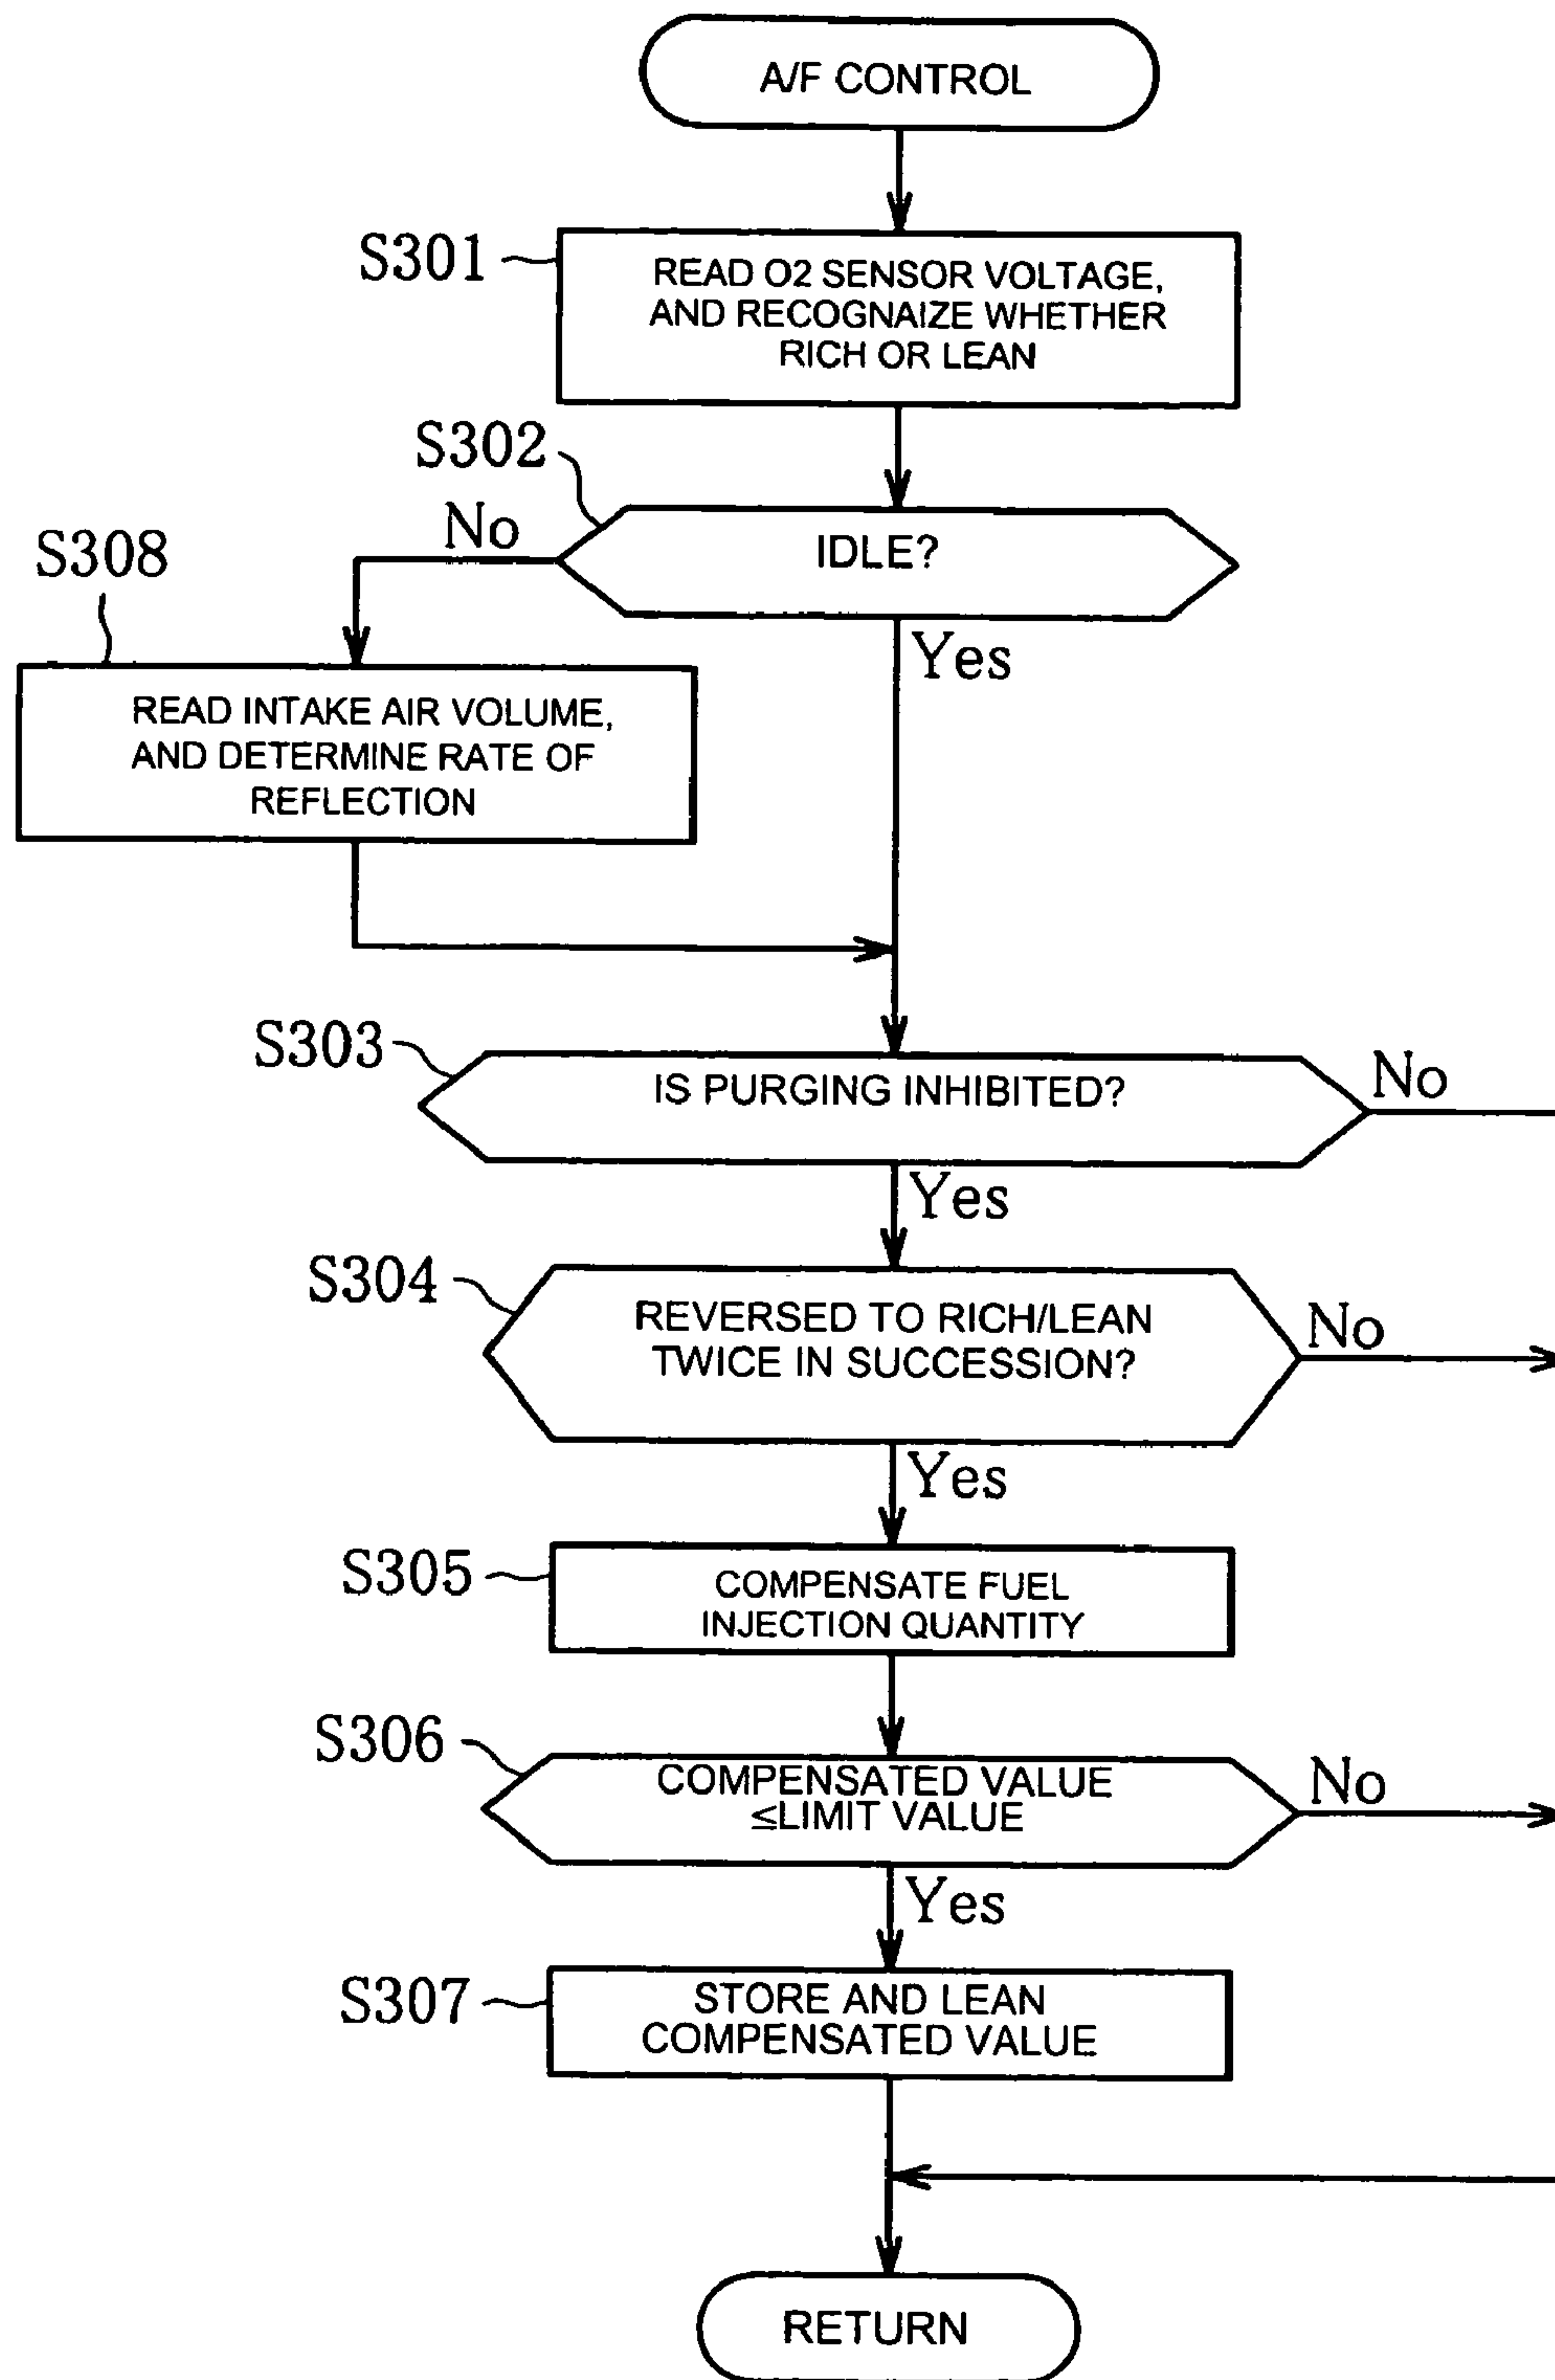 A/F CONTROL
S301
READ O2 SENSOR VOLTAGE,
AND RECOGNAIZE WHETHER
RICH OR LEAN
S302
No
IDLE?
Yes
S308
READ INTAKE AIR VOLUME,
AND DETERMINE RATE OF
REFLECTION
S303
IS PURGING INHIBITED?
No
Yes
S304
REVERSED TO RICH/LEAN
TWICE IN SUCCESSION?
No
Yes
S305
COMPENSATE FUEL
INJECTION QUANTITY
S306
COMPENSATED VALUE
≤LIMIT VALUE
No
Yes
S307
STORE AND LEAN
COMPENSATED VALUE
RETURN